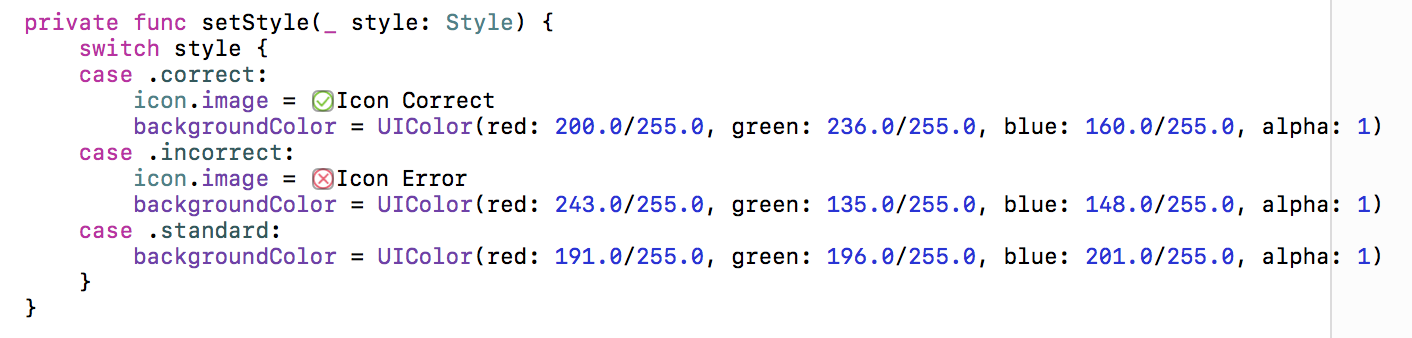 private func setStyle(_ style: Style) {
    switch style {
    case .correct:
        icon.image = Icon Correct
        backgroundColor = UIColor(red: 200.0/255.0, green: 236.0/255.0, blue: 160.0/255.0, alpha: 1)
    case .incorrect:
        icon.image = Icon Error
        backgroundColor = UIColor(red: 243.0/255.0, green: 135.0/255.0, blue: 148.0/255.0, alpha: 1)
    case .standard:
        backgroundColor = UIColor(red: 191.0/255.0, green: 196.0/255.0, blue: 201.0/255.0, alpha: 1)
    }
}